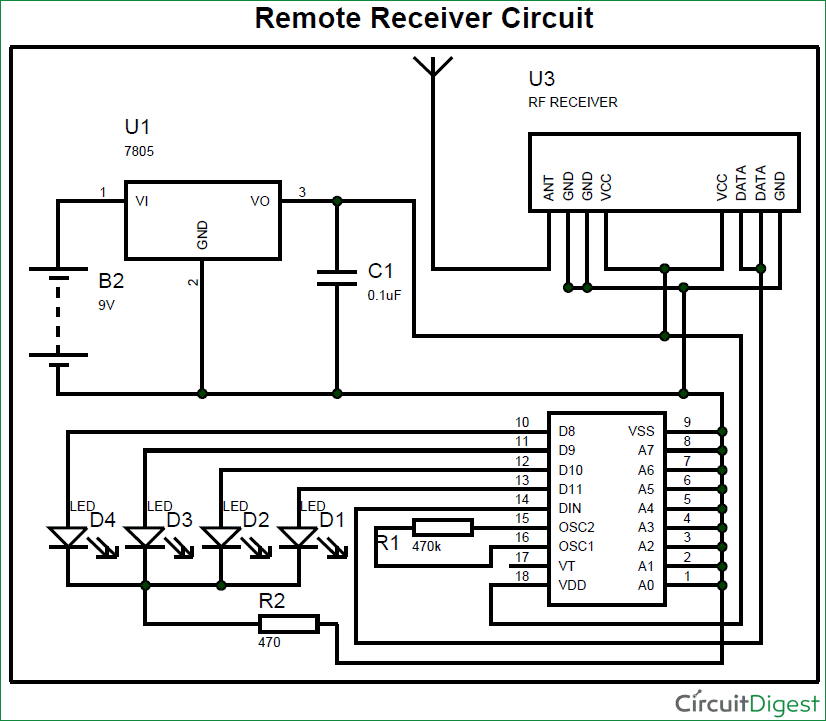 Remote Receiver Circuit
U3
RF RECEIVER
U1
7805
1
VI
VO
3
GND
2
ANT
GND
GND
VCC
VCC
DATA
DATA
GND
B2
9V
C1
0.1uF
10
D8
VSS
9
11
D9
A7
8
12
D10
A6
7
13
D11
A5
6
14
DIN
A4
5
15
OSC2
A3
4
16
OSC1
A2
3
17
VT
A1
2
18
VDD
A0
1
LED
D4
LED
D3
LED
D2
LED
D1
R1
470k
R2
470
CircuitDigest